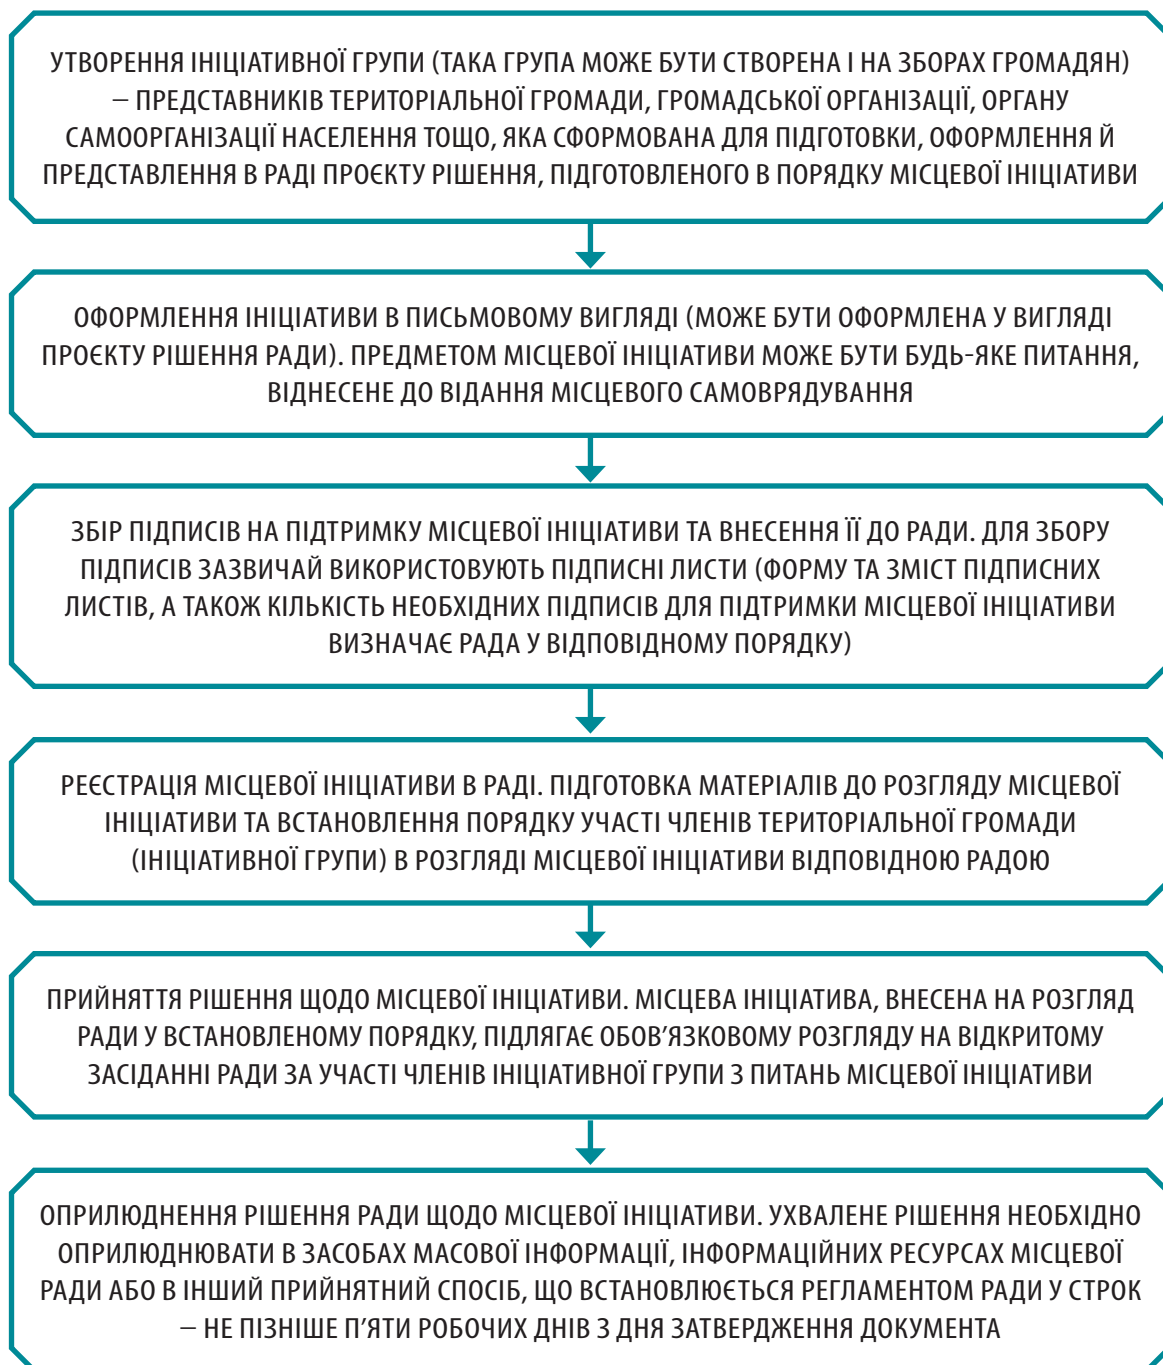 УТВОРЕННЯ ІНІЦІАТИВНОЇ ГРУПИ (ТАКА ГРУПА МОЖЕ БУТИ СТВОРЕНА І НА ЗБОРАХ ГРОМАДЯН)
– ПРЕДСТАВНИКІВ ТЕРИТОРІАЛЬНОЇ ГРОМАДИ, ГРОМАДСЬКОЇ ОРГАНІЗАЦІЇ, ОРГАНУ
САМООРГАНІЗАЦІЇ НАСЕЛЕННЯ ТОЩО, ЯКА СФОРМОВАНА ДЛЯ ПІДГОТОВКИ, ОФОРМЛЕННЯ Й
ПРЕДСТАВЛЕННЯ В РАДІ ПРОЄКТУ РІШЕННЯ, ПІДГОТОВЛЕНОГО В ПОРЯДКУ МІСЦЕВОЇ ІНІЦІАТИВИ
ОФОРМЛЕННЯ ІНІЦІАТИВИ В ПИСЬМОВОМУ ВИГЛЯДІ (МОЖЕ БУТИ ОФОРМЛЕНА У ВИГЛЯДІ
ПРОЄКТУ РІШЕННЯ РАДИ). ПРЕДМЕТОМ МІСЦЕВОЇ ІНІЦІАТИВИ МОЖЕ БУТИ БУДЬ-ЯКЕ ПИТАННЯ,
ВІДНЕСЕНЕ ДО ВІДАННЯ МІСЦЕВОГО САМОВРЯДУВАННЯ
ЗБІР ПІДПИСІВ НА ПІДТРИМКУ МІСЦЕВОЇ ІНІЦІАТИВИ ТА ВНЕСЕННЯ ЇЇ ДО РАДИ. ДЛЯ ЗБОРУ
ПІДПИСІВ ЗАЗВИЧАЙ ВИКОРИСТОВУЮТЬ ПІДПИСНІ ЛИСТИ (ФОРМУ ТА ЗМІСТ ПІДПИСНИХ
ЛИСТІВ, А ТАКОЖ КІЛЬКІСТЬ НЕОБХІДНИХ ПІДПИСІВ ДЛЯ ПІДТРИМКИ МІСЦЕВОЇ ІНІЦІАТИВИ
ВИЗНАЧАЄ РАДА У ВІДПОВІДНОМУ ПОРЯДКУ)
РЕЄСТРАЦІЯ МІСЦЕВОЇ ІНІЦІАТИВИ В РАДІ. ПІДГОТОВКА МАТЕРІАЛІВ ДО РОЗГЛЯДУ МІСЦЕВОЇ
ІНІЦІАТИВИ ТА ВСТАНОВЛЕННЯ ПОРЯДКУ УЧАСТІ ЧЛЕНІВ ТЕРИТОРІАЛЬНОЇ ГРОМАДИ
(ІНІЦІАТИВНОЇ ГРУПИ) В РОЗГЛЯДІ МІСЦЕВОЇ ІНІЦІАТИВИ ВІДПОВІДНОЮ РАДОЮ
ПРИЙНЯТТЯ РІШЕННЯ ЩОДО МІСЦЕВОЇ ІНІЦІАТИВИ. МІСЦЕВА ІНІЦІАТИВА, ВНЕСЕНА НА РОЗГЛЯД
РАДИ У ВСТАНОВЛЕНОМУ ПОРЯДКУ, ПІДЛЯГАЄ ОБОВ’ЯЗКОВОМУ РОЗГЛЯДУ НА ВІДКРИТОМУ
ЗАСІДАННІ РАДИ ЗА УЧАСТІ ЧЛЕНІВ ІНІЦІАТИВНОЇ ГРУПИ З ПИТАНЬ МІСЦЕВОЇ ІНІЦІАТИВИ
ОПРИЛЮДНЕННЯ РІШЕННЯ РАДИ ЩОДО МІСЦЕВОЇ ІНІЦІАТИВИ. УХВАЛЕНЕ РІШЕННЯ НЕОБХІДНО
ОПРИЛЮДНЮВАТИ В ЗАСОБАХ МАСОВОЇ ІНФОРМАЦІЇ, ІНФОРМАЦІЙНИХ РЕСУРСАХ МІСЦЕВОЇ
РАДИ АБО В ІНШИЙ ПРИЙНЯТНИЙ СПОСІБ, ЩО ВСТАНОВЛЮЄТЬСЯ РЕГЛАМЕНТОМ РАДИ У СТРОК
– НЕ ПІЗНІШЕ П’ЯТИ РОБОЧИХ ДНІВ З ДНЯ ЗАТВЕРДЖЕННЯ ДОКУМЕНТА